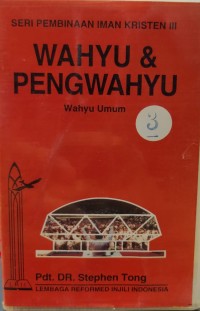 SERI PEMBINAAN IMAN KRISTEN III
WAHYU &
PENGWAHYU
Wahyu Umum
3
Pdt. DR. Stephen Tong
LEMBAGA REFORMED INJILI INDONESIA